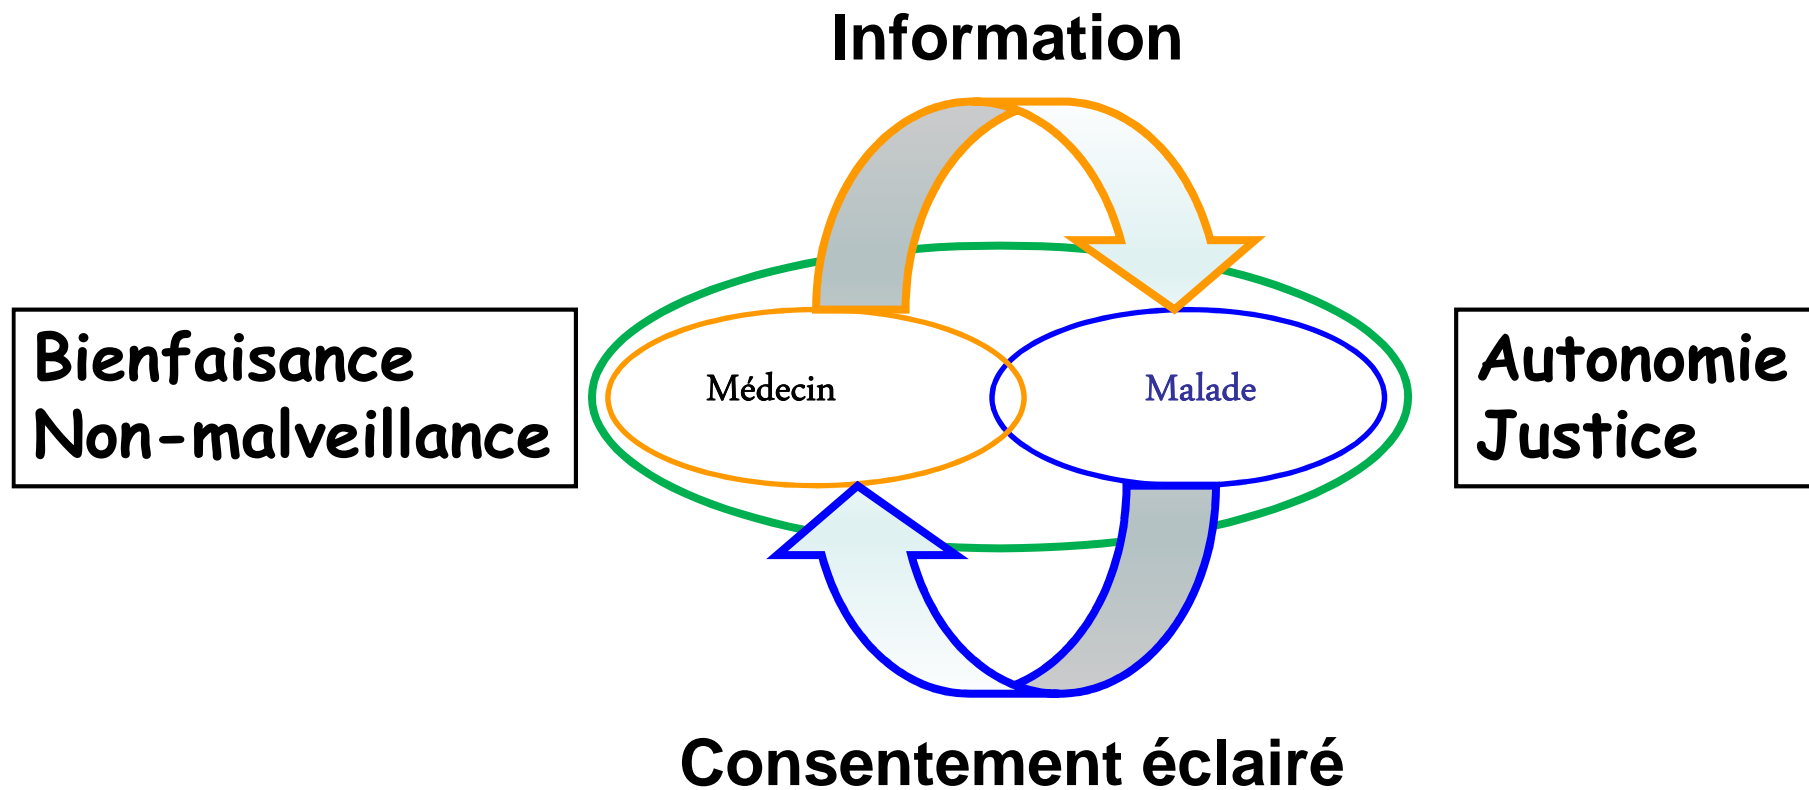 Information
Bienfaisance
Non-malveillance
Médecin
Malade
Autonomie
Justice
Consentement éclairé